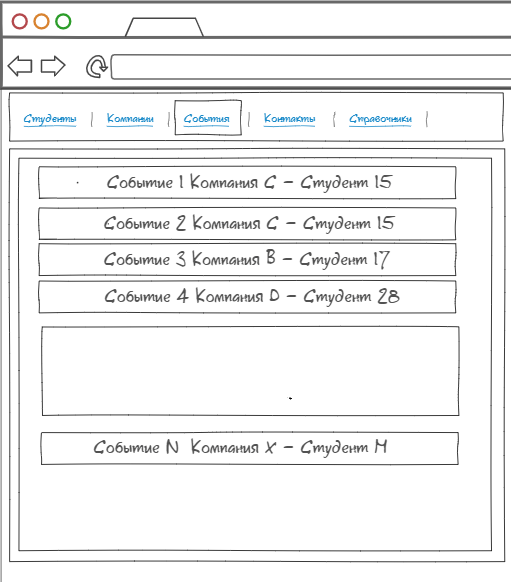 Студенты | Компании | События | Контакты | Справочники |
Событие 1 Компания C – Студент 15
Событие 2 Компания C – Студент 15
Событие 3 Компания B – Студент 17
Событие 4 Компания D – Студент 28
Событие N Компания X – Студент M